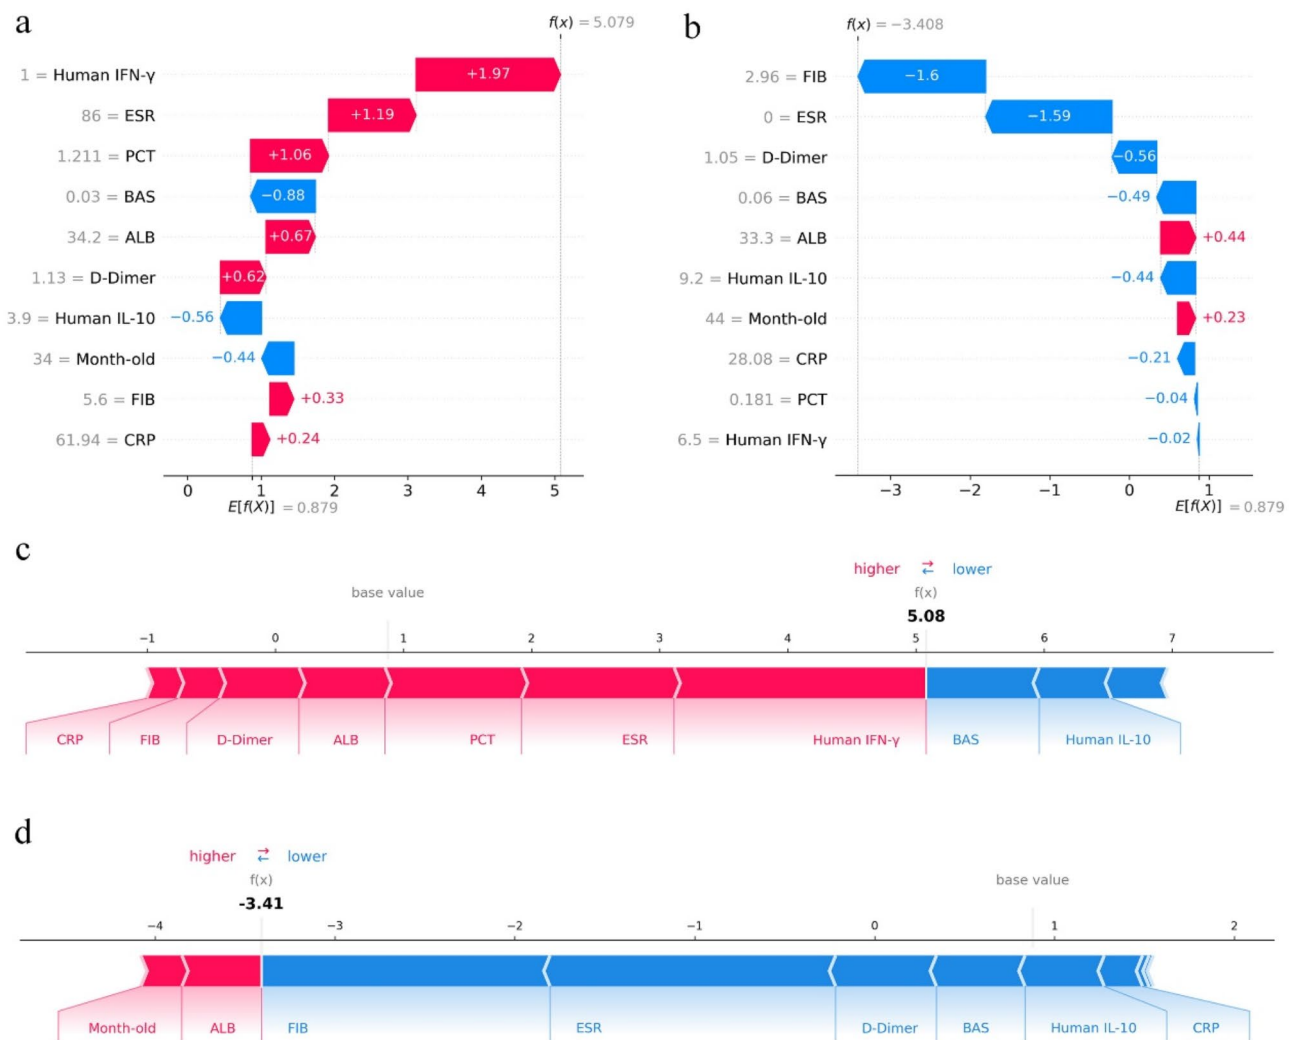 a
f(x) = 5.079
1 = Human IFN-γ
+1.97
86 = ESR
+1.19
1.211 = PCT
+1.06
0.03 = BAS
−0.88
34.2 = ALB
+0.67
1.13 = D-Dimer
+0.62
3.9 = Human IL-10
−0.56
34 = Month-old
−0.44
5.6 = FIB
+0.33
61.94 = CRP
+0.24
0 1 2 3 4 5
E[f(X)] = 0.879
b
f(x) = −3.408
2.96 = FIB
−1.6
0 = ESR
−1.59
1.05 = D-Dimer
−0.56
0.06 = BAS
−0.49
33.3 = ALB
+0.44
9.2 = Human IL-10
−0.44
44 = Month-old
+0.23
28.08 = CRP
−0.21
0.181 = PCT
−0.04
6.5 = Human IFN-γ
−0.02
−3 −2 −1 0 1
E[f(X)] = 0.879
c
higher ⇄ lower
base value f(x)
5.08
−1 0 1 2 3 4 5 6 7
CRP FIB D-Dimer ALB PCT ESR Human IFN-γ BAS Human IL-10
d
higher ⇄ lower
f(x) base value
-3.41
−4 −3 −2 −1 0 1 2
Month-old ALB FIB ESR D-Dimer BAS Human IL-10 CRP